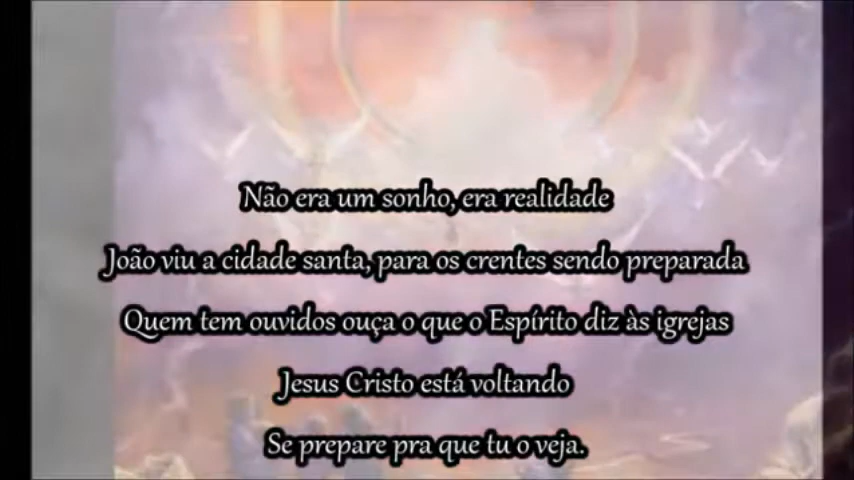 Não era um sonho, era realidade
João viu a cidade santa, para os crentes sendo preparada
Quem tem ouvidos ouça o que o Espírito diz às igrejas
Jesus Cristo está voltando
Se prepare pra que tu o veja.